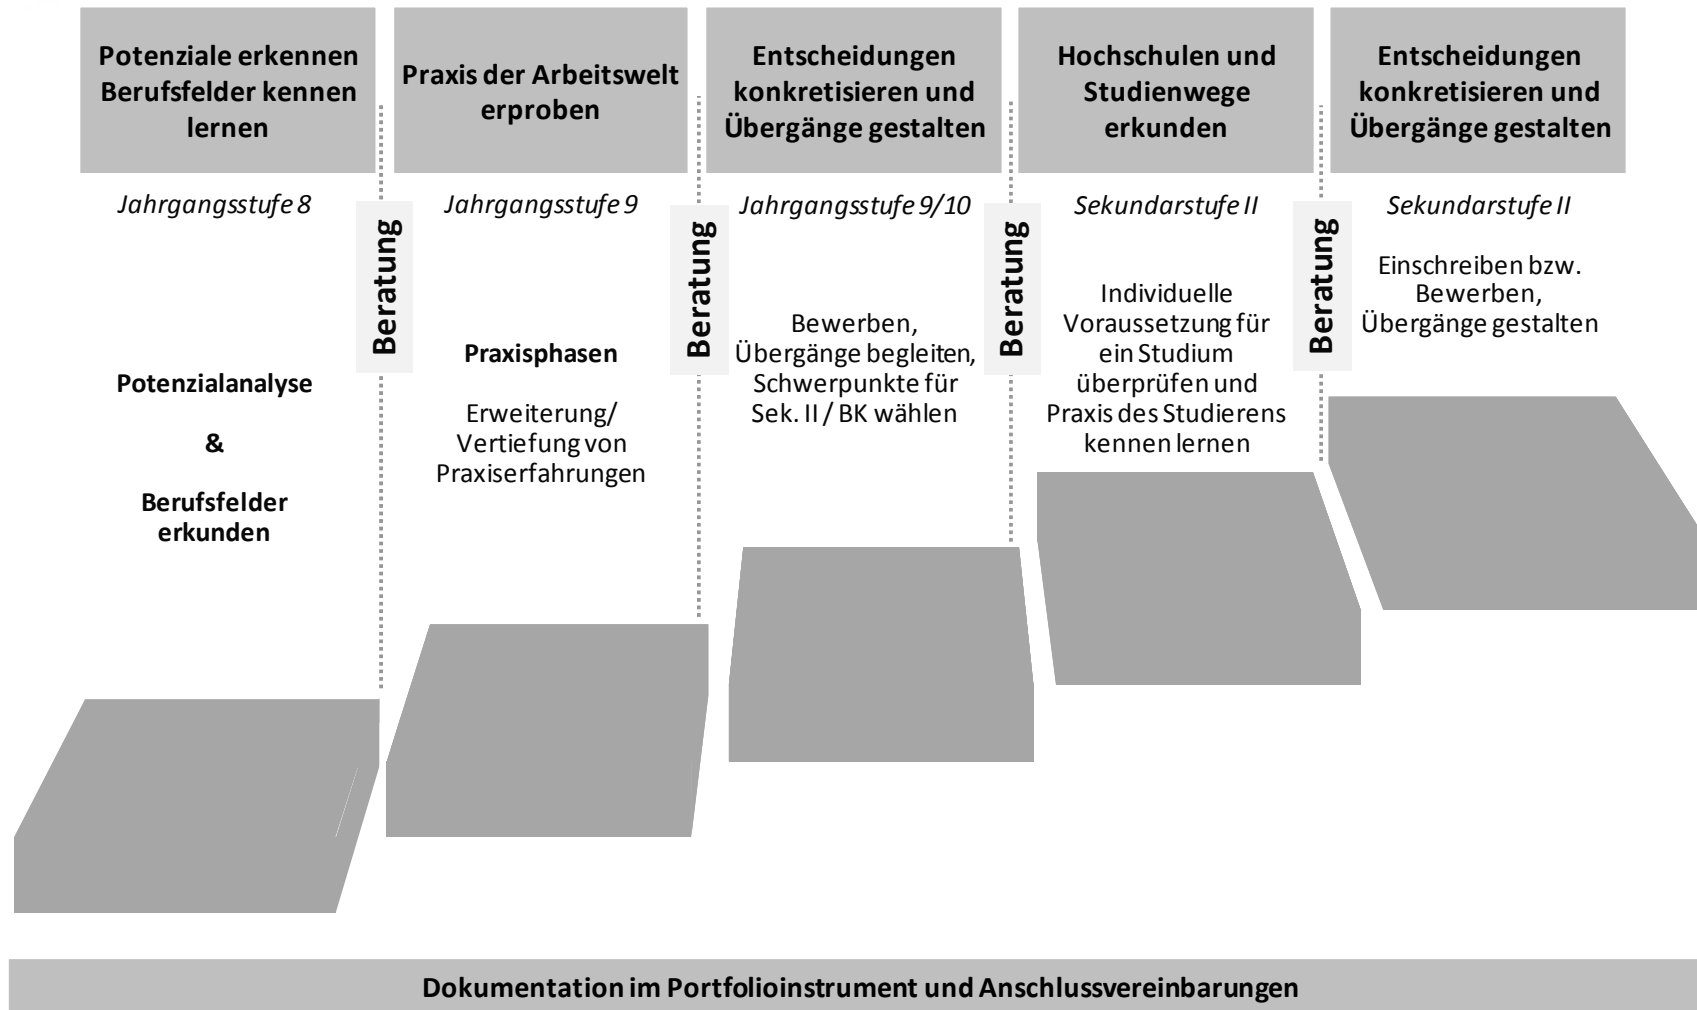 Potenziale erkennen
Berufsfelder kennen
lernen
Praxis der Arbeitswelt
erproben
Entscheidungen
konkretisieren und
Übergänge gestalten
Hochschulen und
Studienwege
erkunden
Entscheidungen
konkretisieren und
Übergänge gestalten
Jahrgangsstufe 8
Beratung
Jahrgangsstufe 9
Beratung
Jahrgangsstufe 9/10
Beratung
Sekundarstufe II
Beratung
Sekundarstufe II
Potenzialanalyse
&
Berufsfelder
erkunden
Praxisphasen
Erweiterung/
Vertiefung von
Praxiserfahrungen
Bewerben,
Übergänge begleiten,
Schwerpunkte für
Sek. II / BK wählen
Individuelle
Voraussetzung für
ein Studium
überprüfen und
Praxis des Studierens
kennen lernen
Einschreiben bzw.
Bewerben,
Übergänge gestalten
Dokumentation im Portfolioinstrument und Anschlussvereinbarungen